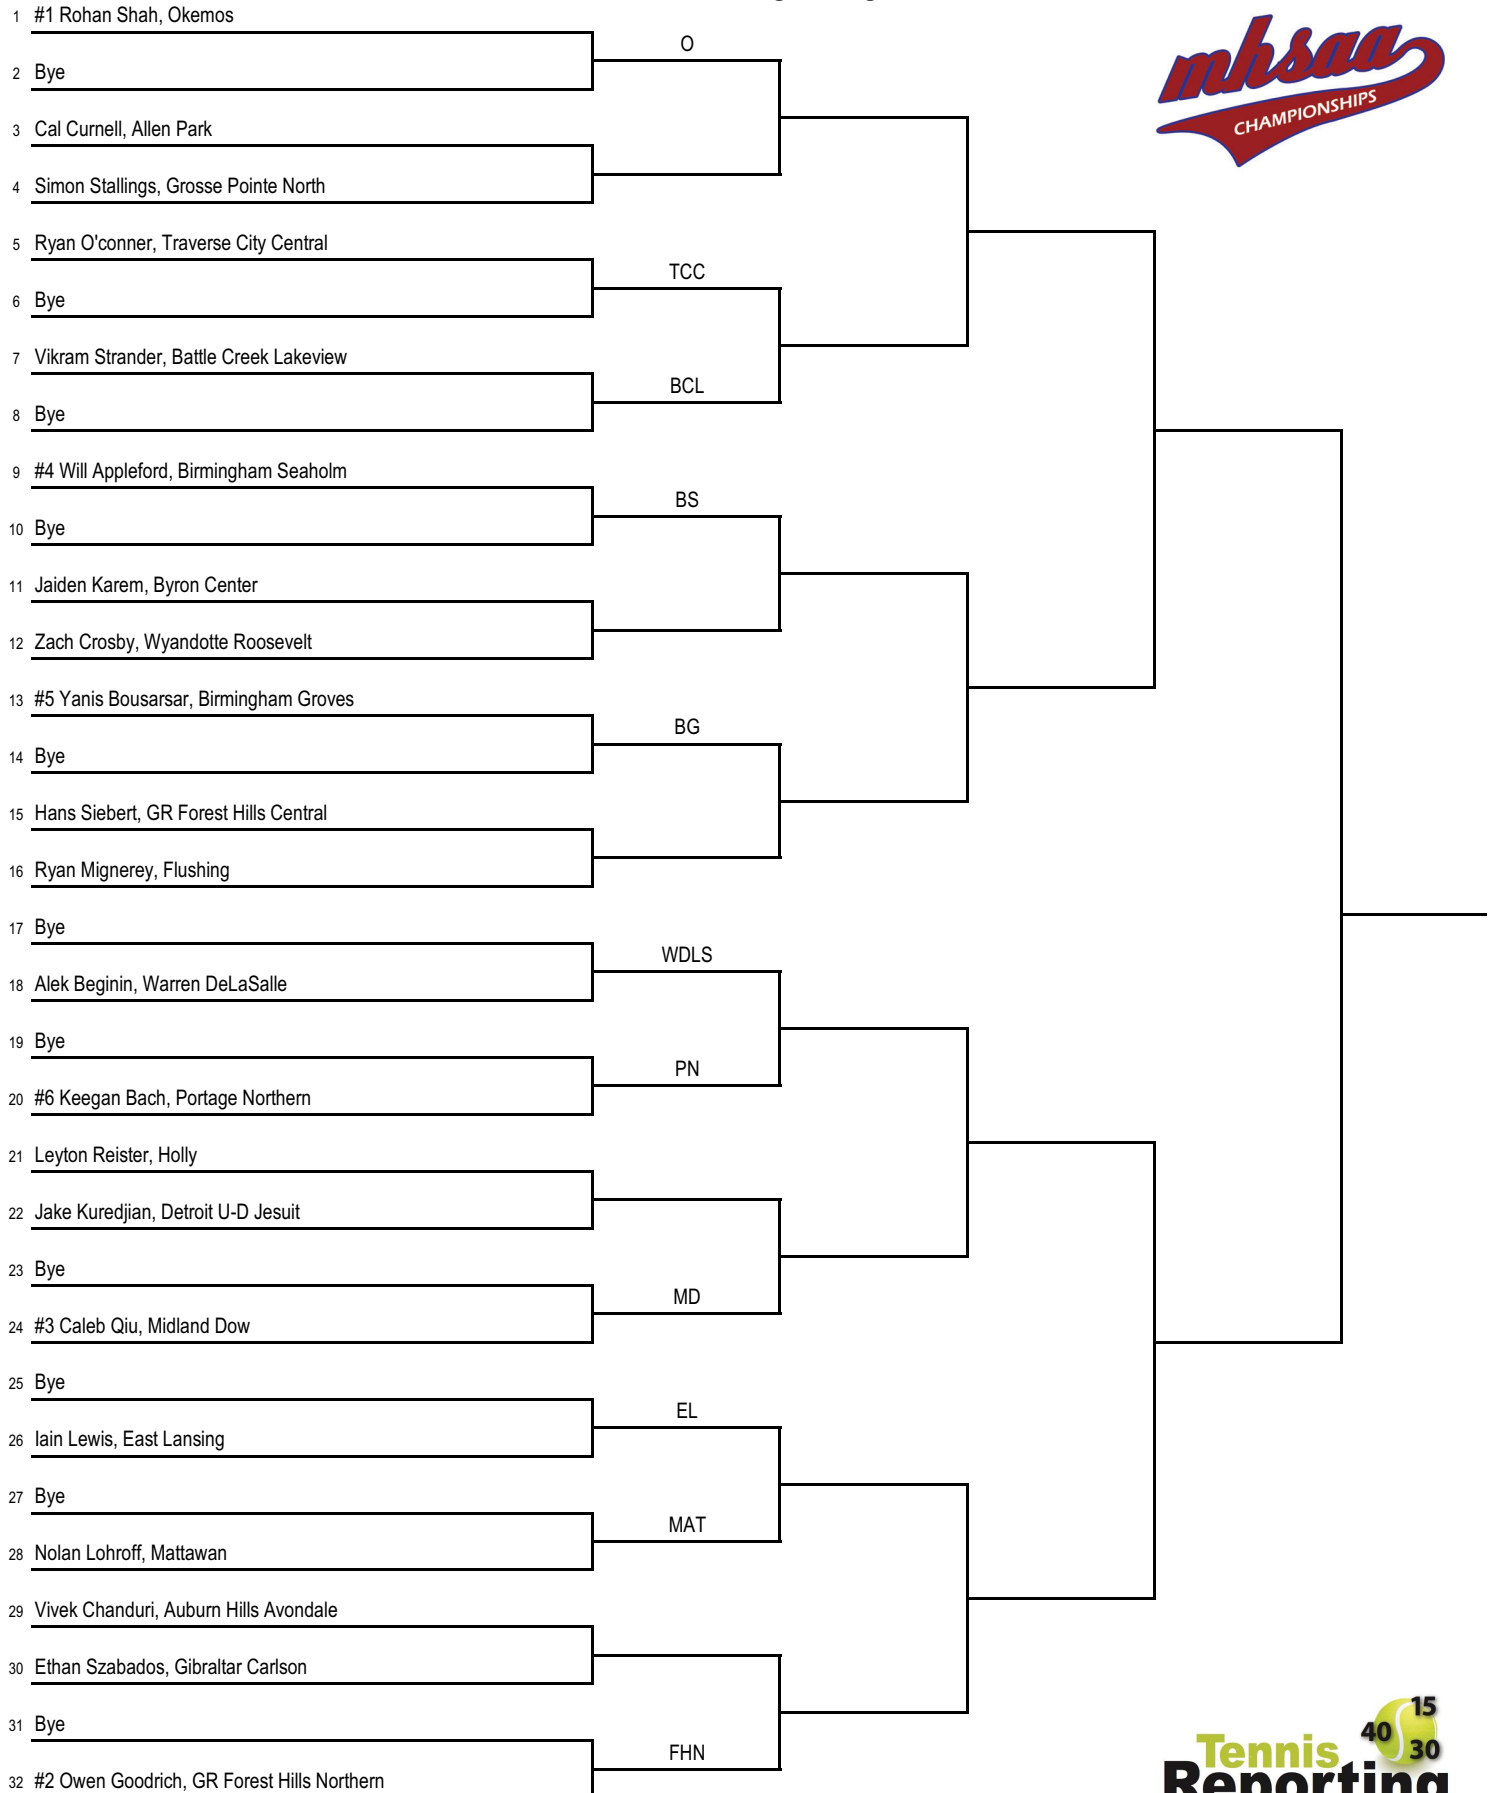 1 #1 Rohan Shah, Okemos
O
2 Bye
3 Cal Curnell, Allen Park
4 Simon Stallings, Grosse Pointe North
5 Ryan O'conner, Traverse City Central
TCC
6 Bye
7 Vikram Strander, Battle Creek Lakeview
BCL
8 Bye
9 #4 Will Appleford, Birmingham Seaholm
BS
10 Bye
11 Jaiden Karem, Byron Center
12 Zach Crosby, Wyandotte Roosevelt
13 #5 Yanis Bousarsar, Birmingham Groves
BG
14 Bye
15 Hans Siebert, GR Forest Hills Central
16 Ryan Mignerey, Flushing
17 Bye
WDLS
18 Alek Beginin, Warren DeLaSalle
19 Bye
PN
20 #6 Keegan Bach, Portage Northern
21 Leyton Reister, Holly
22 Jake Kuredjian, Detroit U-D Jesuit
23 Bye
MD
24 #3 Caleb Qiu, Midland Dow
25 Bye
EL
26 Iain Lewis, East Lansing
27 Bye
MAT
28 Nolan Lohroff, Mattawan
29 Vivek Chanduri, Auburn Hills Avondale
30 Ethan Szabados, Gibraltar Carlson
31 Bye
FHN
32 #2 Owen Goodrich, GR Forest Hills Northern
mhsaa
CHAMPIONSHIPS
15
40
30
Tennis
Reporting